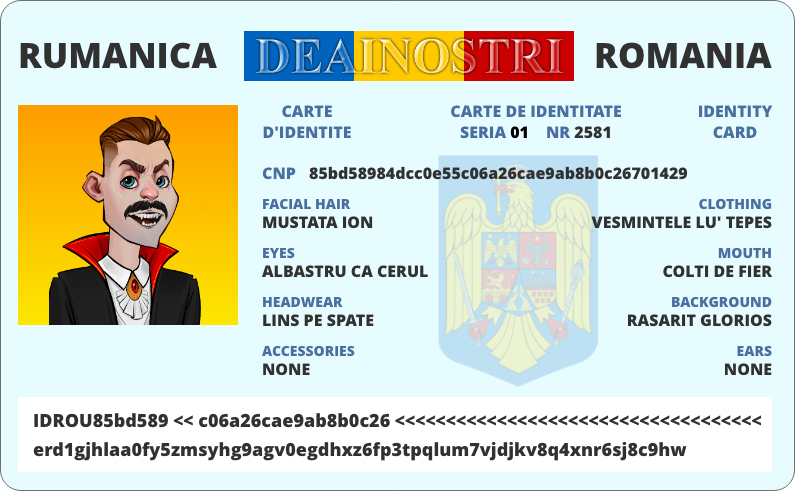 RUMANICA DEAINOSTRI ROMANIA
CARTE CARTE DE IDENTITATE IDENTITY
D'IDENTITE SERIA 01 NR 2581 CARD
CNP 85bd58984dcc0e55c06a26cae9ab8b0c26701429
FACIAL HAIR CLOTHING
MUSTATA ION VESMINTELE LU' TEPES
EYES MOUTH
ALBASTRU CA CERUL COLTI DE FIER
HEADWEAR BACKGROUND
LINS PE SPATE RASARIT GLORIOS
ACCESSORIES EARS
NONE NONE
IDROU85bd589 << c06a26cae9ab8b0c26 <<<<<<<<<<<<<<<<<<<<<<<<<<<<<<<<<<<<
erd1gjhlaa0fy5zmsyhg9agv0egdhxz6fp3tpqlum7vjdjkv8q4xnr6sj8c9hw